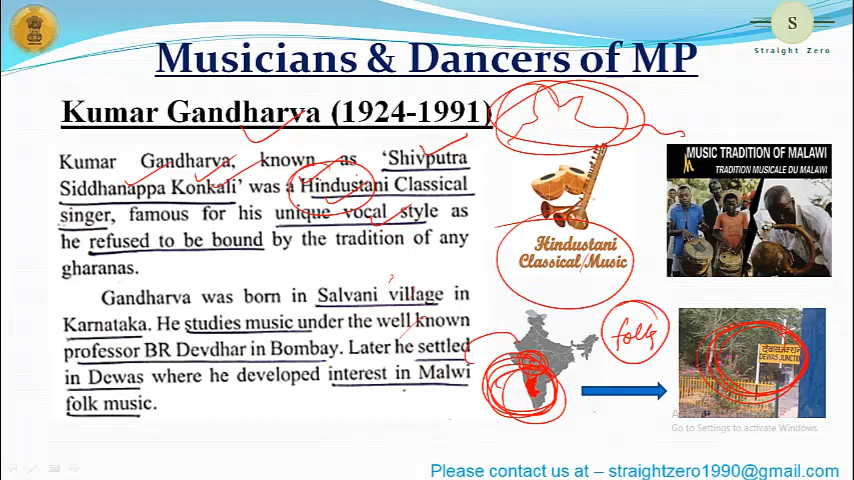 S
Straight Zero
Musicians & Dancers of MP
Kumar Gandharva (1924-1991)
Kumar Gandharva, known as 'Shivputra
Siddhanappa Konkali' was a Hindustani Classical
singer, famous for his unique vocal style as
he refused to be bound by the tradition of any
gharanas.
Gandharva was born in Salvani village in
Karnataka. He studies music under the well known
professor BR Devdhar in Bombay. Later he settled
in Dewas where he developed interest in Malwi
folk music.
Hindustani
Classical Music
MUSIC TRADITION OF MALAWI
TRADITION MUSICALE DU MALAWI
folk
DEWAS JUNCTION
Go to Settings to activate Windows.
Please contact us at – straightzero1990@gmail.com